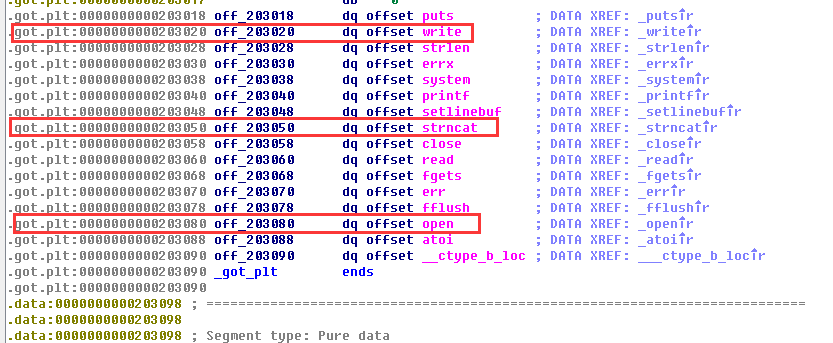 .got.plt:0000000000203017 db 0
.got.plt:0000000000203018 off_203018 dq offset puts ; DATA XREF: _puts↑r
.got.plt:0000000000203020 off_203020 dq offset write ; DATA XREF: _write↑r
.got.plt:0000000000203028 off_203028 dq offset strlen ; DATA XREF: _strlen↑r
.got.plt:0000000000203030 off_203030 dq offset errx ; DATA XREF: _errx↑r
.got.plt:0000000000203038 off_203038 dq offset system ; DATA XREF: _system↑r
.got.plt:0000000000203040 off_203040 dq offset printf ; DATA XREF: _printf↑r
.got.plt:0000000000203048 off_203048 dq offset setlinebuf ; DATA XREF: _setlinebuf↑r
.got.plt:0000000000203050 off_203050 dq offset strncat ; DATA XREF: _strncat↑r
.got.plt:0000000000203058 off_203058 dq offset close ; DATA XREF: _close↑r
.got.plt:0000000000203060 off_203060 dq offset read ; DATA XREF: _read↑r
.got.plt:0000000000203068 off_203068 dq offset fgets ; DATA XREF: _fgets↑r
.got.plt:0000000000203070 off_203070 dq offset err ; DATA XREF: _err↑r
.got.plt:0000000000203078 off_203078 dq offset fflush ; DATA XREF: _fflush↑r
.got.plt:0000000000203080 off_203080 dq offset open ; DATA XREF: _open↑r
.got.plt:0000000000203088 off_203088 dq offset atoi ; DATA XREF: _atoi↑r
.got.plt:0000000000203090 off_203090 dq offset __ctype_b_loc ; DATA XREF: ___ctype_b_loc↑r
.got.plt:0000000000203090 _got_plt ends
.got.plt:0000000000203090
.data:0000000000203098 ; ===========================================================================
.data:0000000000203098
.data:0000000000203098 ; Segment type: Pure data